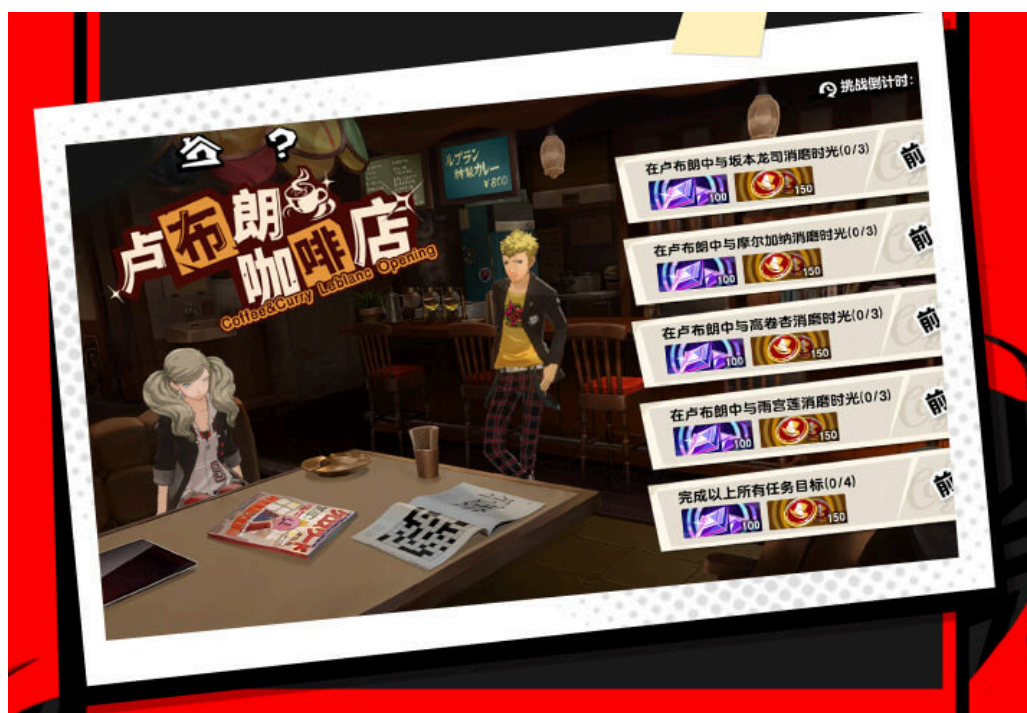 挑战倒计时:
?
卢布朗
咖啡店
Coffee&Curry Leblanc Opening
ルブラン
特製カレー
¥800
在卢布朗中与坂本龙司消磨时光(0/3)
100
150
前
在卢布朗中与摩尔加纳消磨时光(0/3)
100
150
前
在卢布朗中与高卷杏消磨时光(0/3)
100
150
前
在卢布朗中与雨宫莲消磨时光(0/3)
100
150
前
完成以上所有任务目标(0/4)
100
150
前